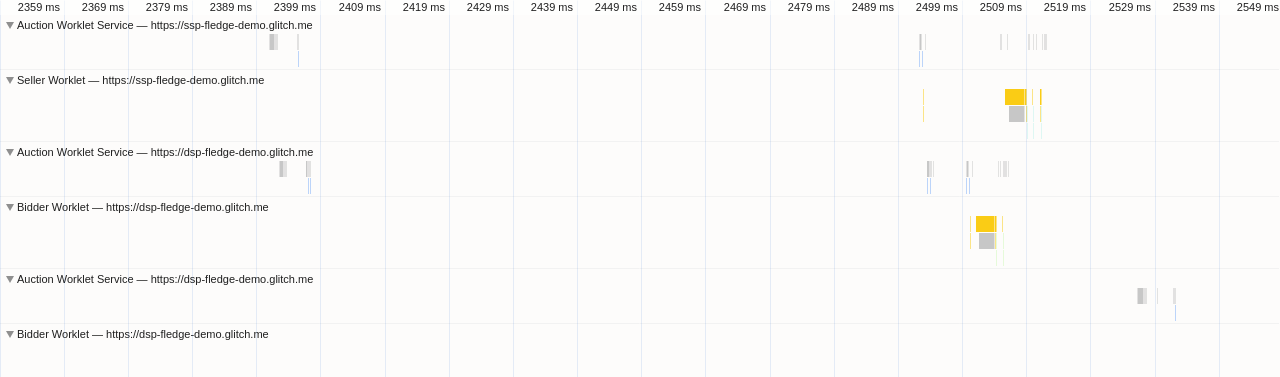 2359 ms 2369 ms 2379 ms 2389 ms 2399 ms 2409 ms 2419 ms 2429 ms 2439 ms 2449 ms 2459 ms 2469 ms 2479 ms 2489 ms 2499 ms 2509 ms 2519 ms 2529 ms 2539 ms 2549 ms
Auction Worklet Service — https://ssp-fledge-demo.glitch.me
Seller Worklet — https://ssp-fledge-demo.glitch.me
Auction Worklet Service — https://dsp-fledge-demo.glitch.me
Bidder Worklet — https://dsp-fledge-demo.glitch.me
Auction Worklet Service — https://dsp-fledge-demo.glitch.me
Bidder Worklet — https://dsp-fledge-demo.glitch.me